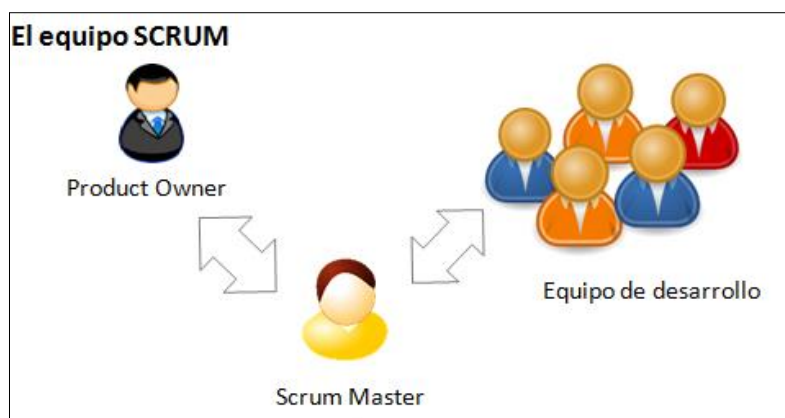 El equipo SCRUM
Product Owner
Equipo de desarrollo
Scrum Master